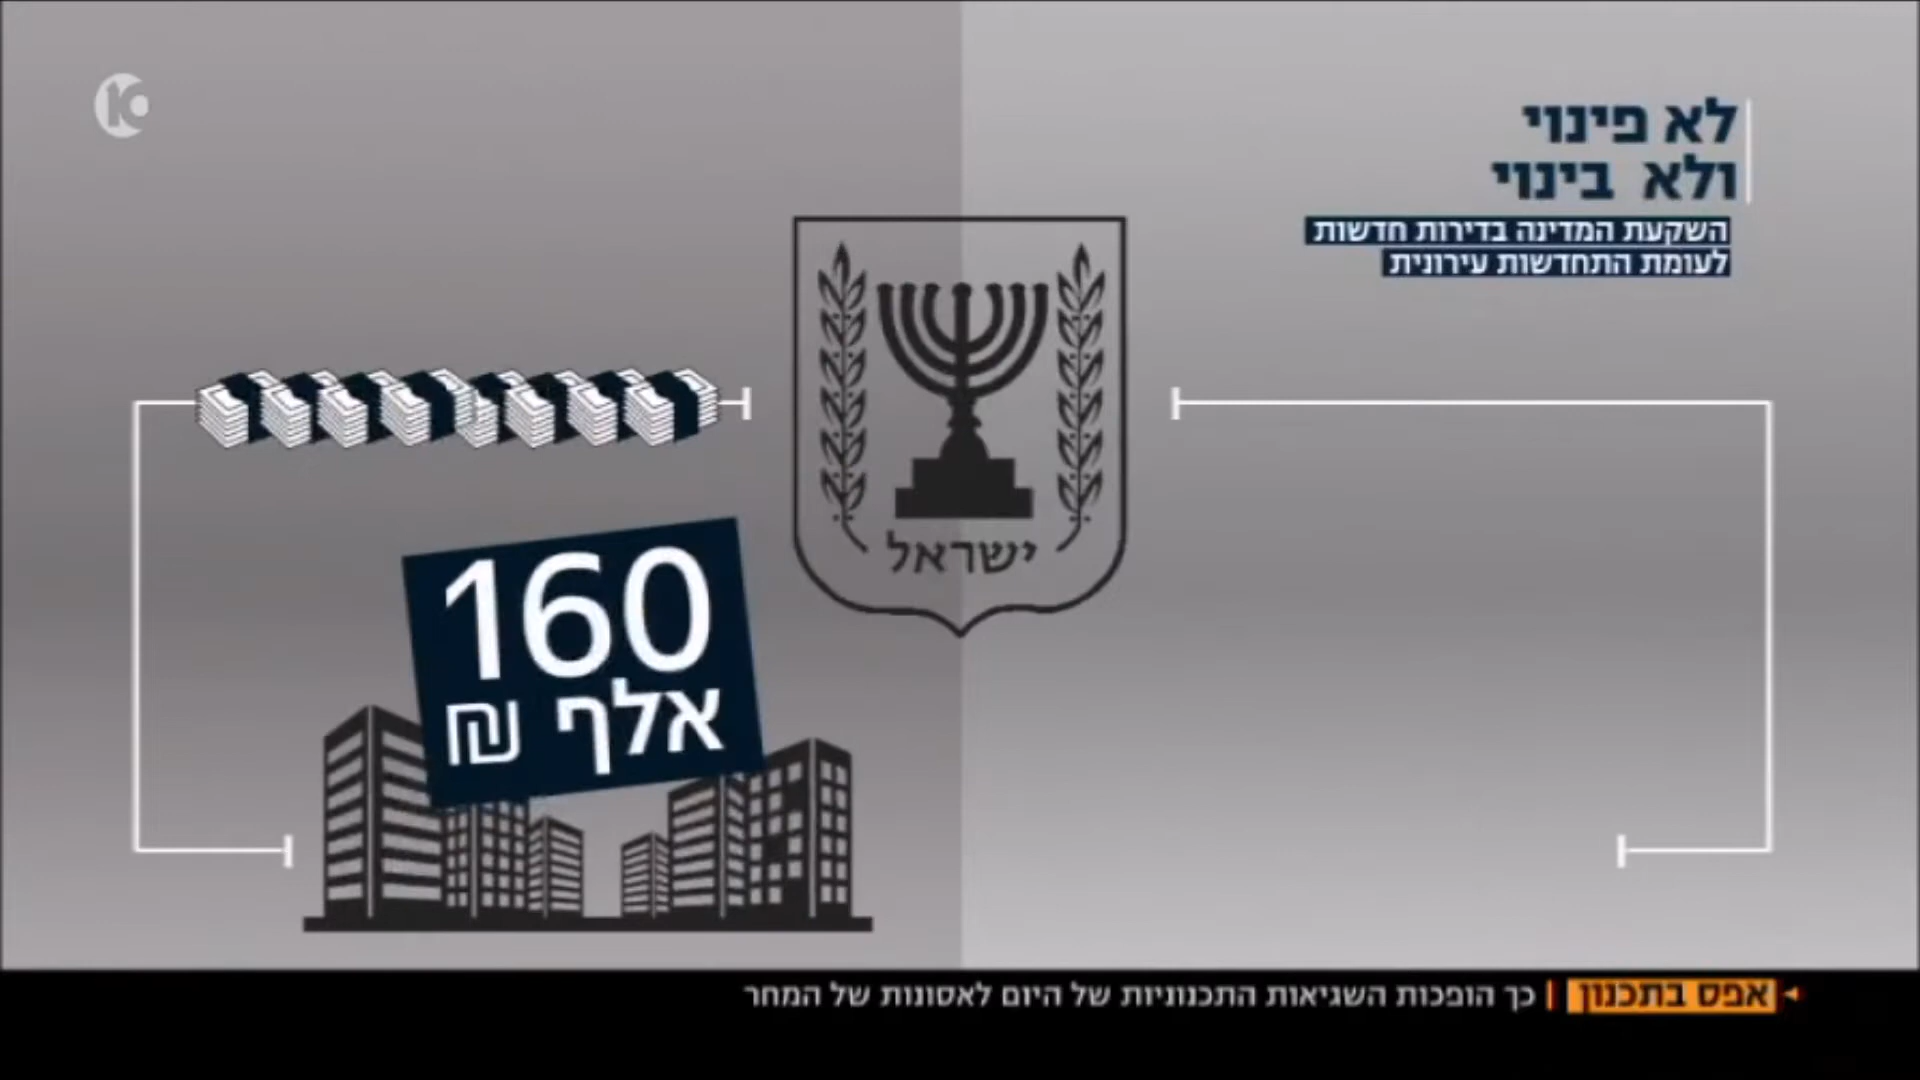 10
לא פינוי
ולא בינוי
השקעת המדינה בדירות חדשות
לעומת התחדשות עירונית
ישראל
160
אלף ₪
אפס בתכנון | כך הופכות השגיאות התכנוניות של היום לאסונות של המחר